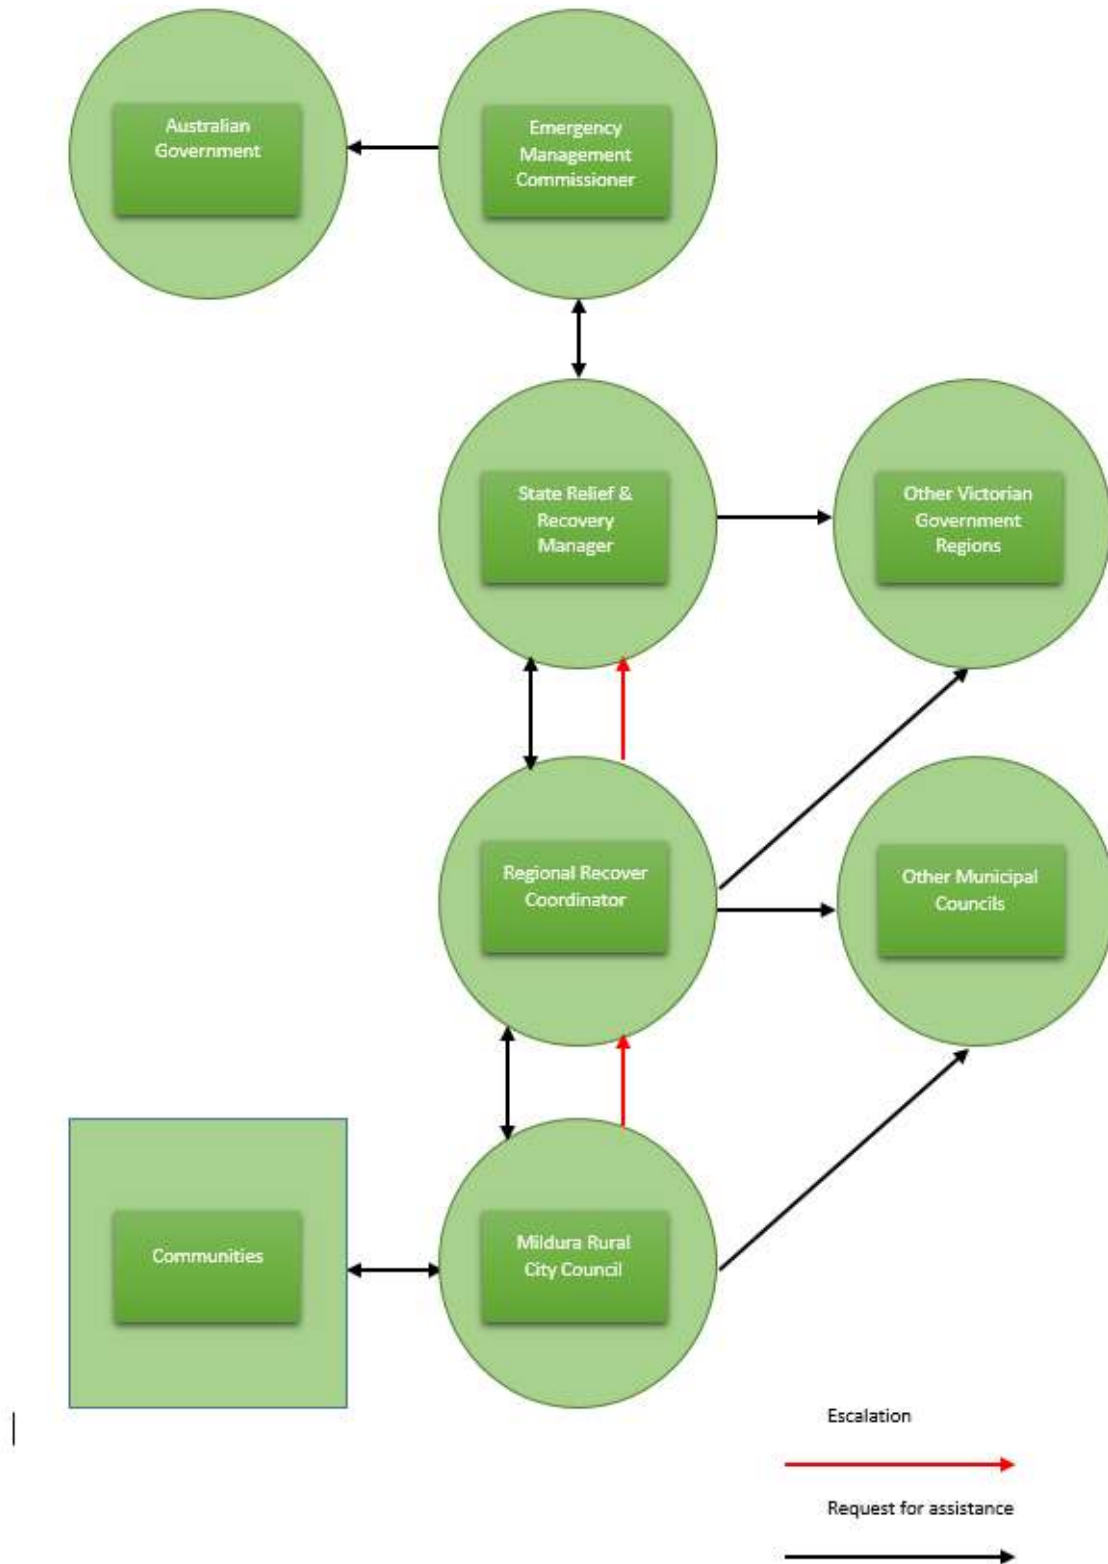 Australian
Government
Emergency
Management
Commissioner
State Relief &
Recovery
Manager
Other Victorian
Government
Regions
Regional Recover
Coordinator
Other Municipal
Councils
Communities
Mildura Rural
City Council
Escalation
Request for assistance